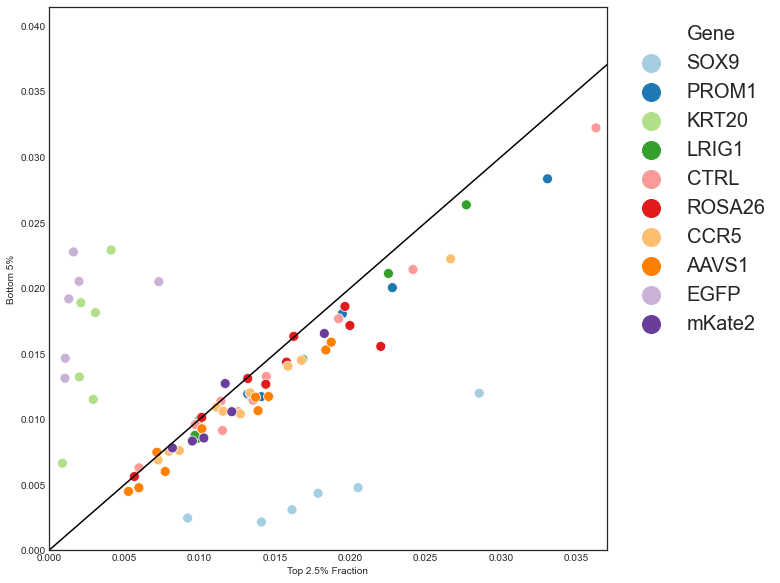 0.040
0.035
0.030
0.025
0.020
0.015
0.010
0.005
0.000
Bottom 5%
0.000 0.005 0.010 0.015 0.020 0.025 0.030 0.035
Top 2.5% Fraction
Gene
SOX9
PROM1
KRT20
LRIG1
CTRL
ROSA26
CCR5
AAVS1
EGFP
mKate2